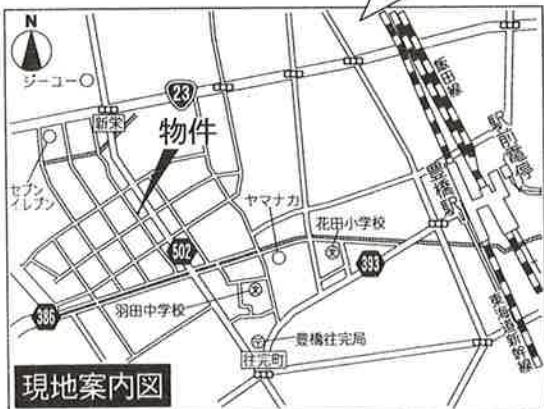 N
ジーユー
飯田線
23
新栄
物件
駅前電停
豊橋駅
セブン
イレブン
ヤマナカ
花田小学校
502
393
386
羽田中学校
東海道新幹線
豊橋往完局
往完町
現地案内図